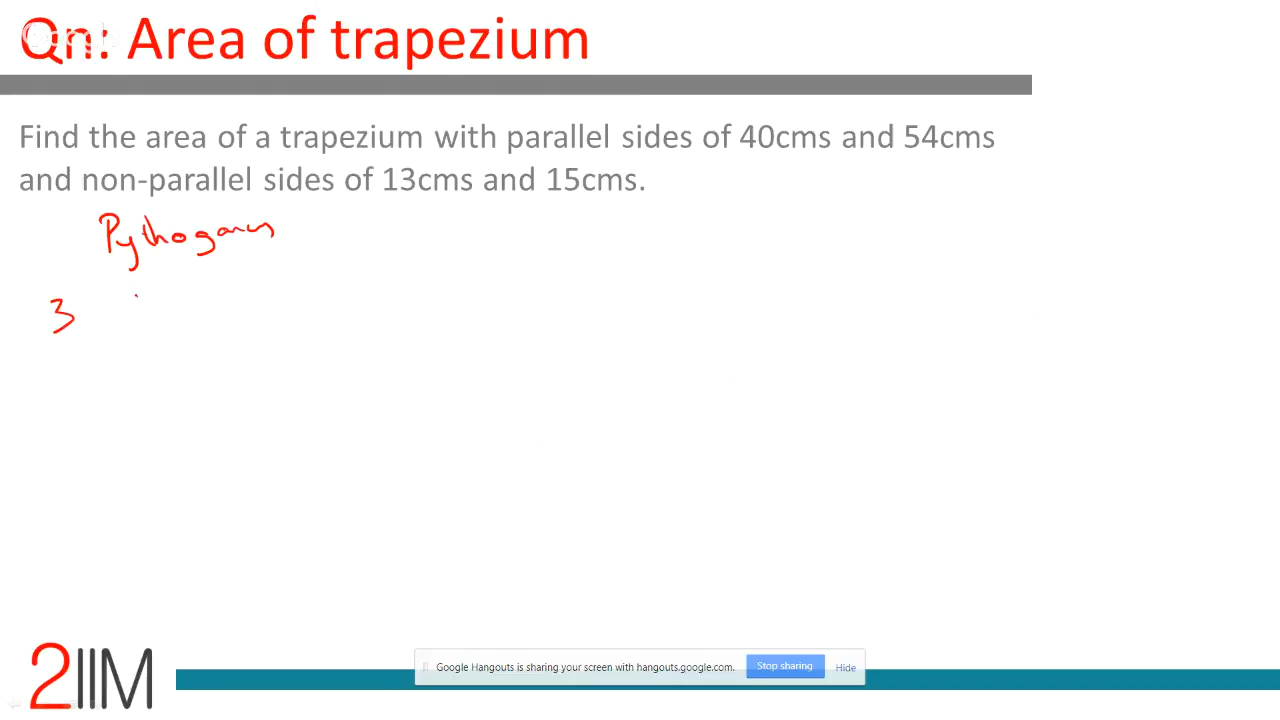 Google
Qn: Area of trapezium
Find the area of a trapezium with parallel sides of 40cms and 54cms
and non-parallel sides of 13cms and 15cms.
Pythogaras
3
2IIM
Google Hangouts is sharing your screen with hangouts.google.com. Stop sharing Hide